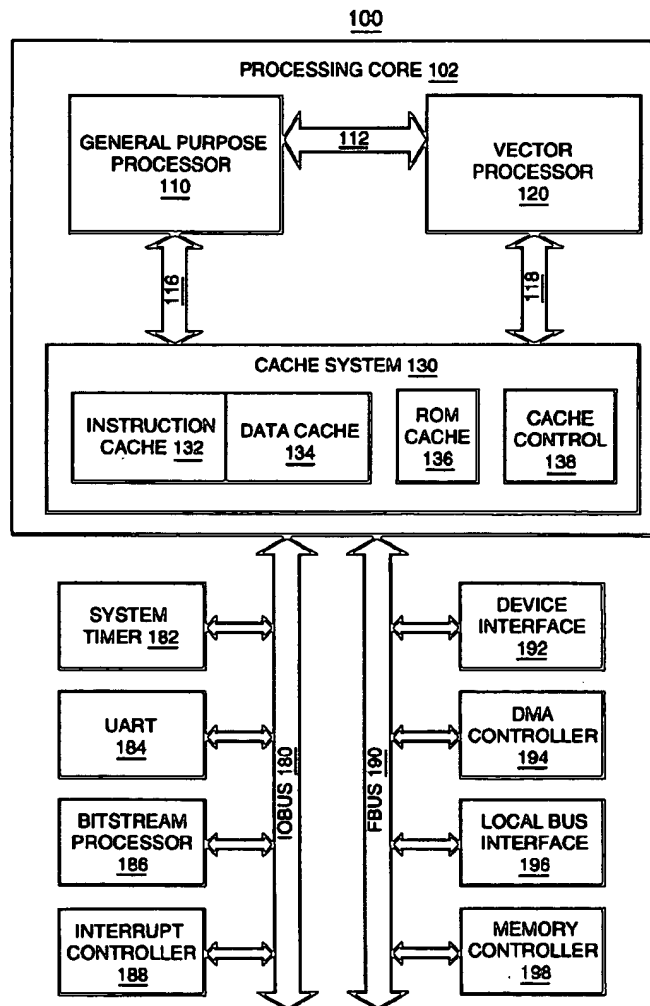 100
PROCESSING CORE 102
GENERAL PURPOSE
PROCESSOR
110
112
VECTOR
PROCESSOR
120
116
118
CACHE SYSTEM 130
INSTRUCTION
CACHE 132
DATA CACHE
134
ROM
CACHE
136
CACHE
CONTROL
138
SYSTEM
TIMER 182
DEVICE
INTERFACE
192
UART
184
DMA
CONTROLLER
194
IOBUS 180
FBUS 190
BITSTREAM
PROCESSOR
186
LOCAL BUS
INTERFACE
196
INTERRUPT
CONTROLLER
188
MEMORY
CONTROLLER
198